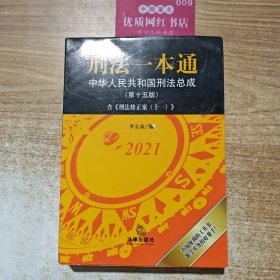 009
优质网红书店
刑法一本通
中华人民共和国刑法总成
(第十五版)
含《刑法修正案(十一)》
李立众/编
2021
法律出版社